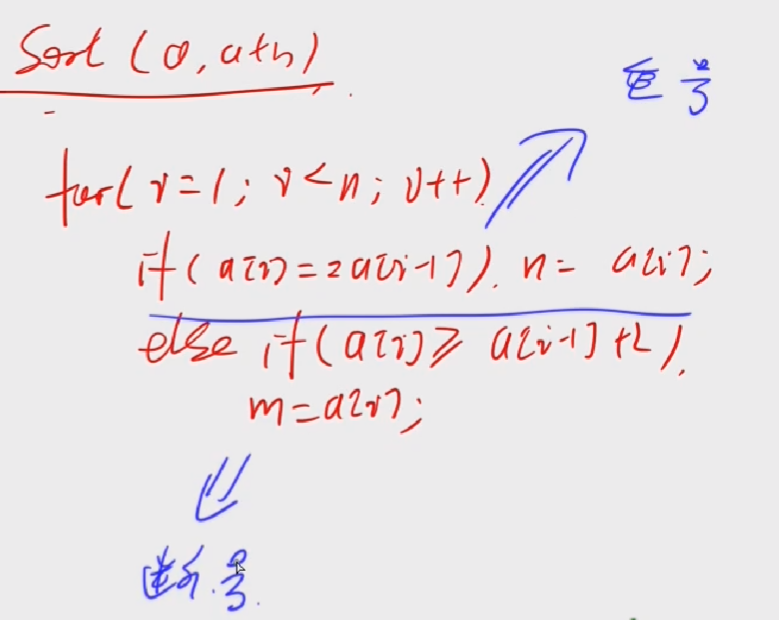 Sort (a, a+n)
重号
for(i=1; i<n; i++)
if(a[i]==a[i-1]). n= a[i];
else if(a[i]≥ a[i-1]+2).
m=a[i];
断号.